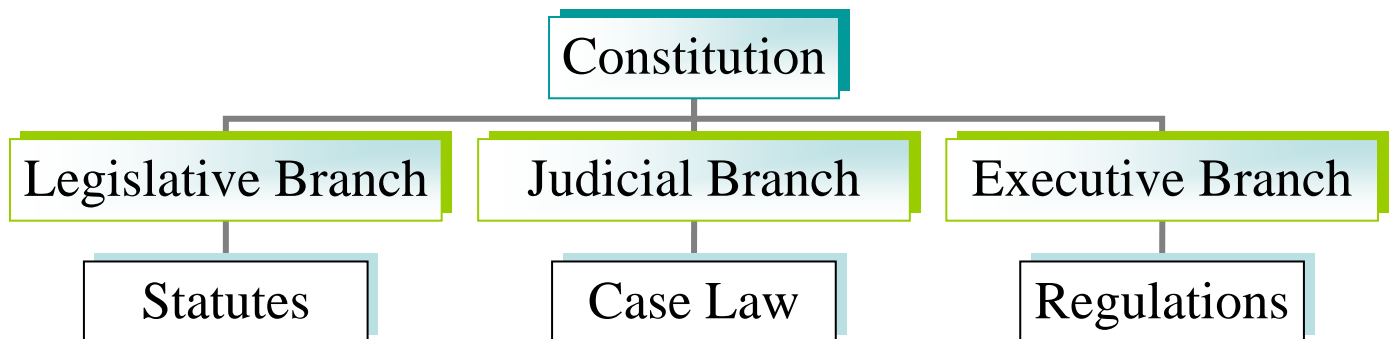 Constitution
Legislative Branch
Judicial Branch
Executive Branch
Statutes
Case Law
Regulations